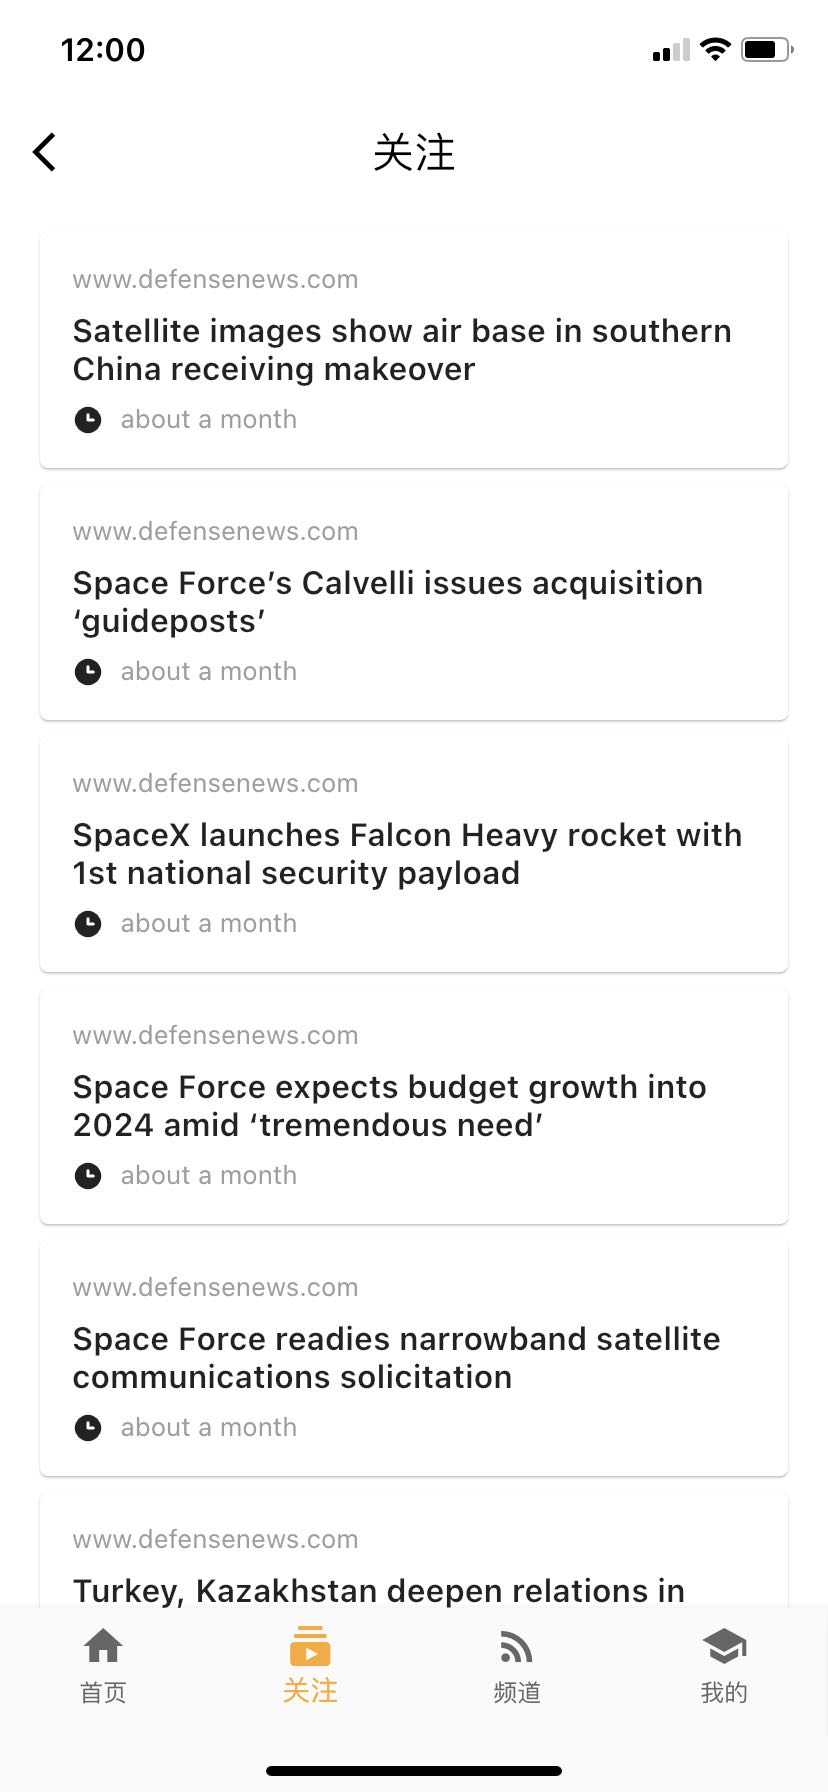 12:00
关注
www.defensenews.com
Satellite images show air base in southern
China receiving makeover
about a month
www.defensenews.com
Space Force’s Calvelli issues acquisition
‘guideposts’
about a month
www.defensenews.com
SpaceX launches Falcon Heavy rocket with
1st national security payload
about a month
www.defensenews.com
Space Force expects budget growth into
2024 amid ‘tremendous need’
about a month
www.defensenews.com
Space Force readies narrowband satellite
communications solicitation
about a month
www.defensenews.com
Turkey, Kazakhstan deepen relations in
首页
关注
频道
我的